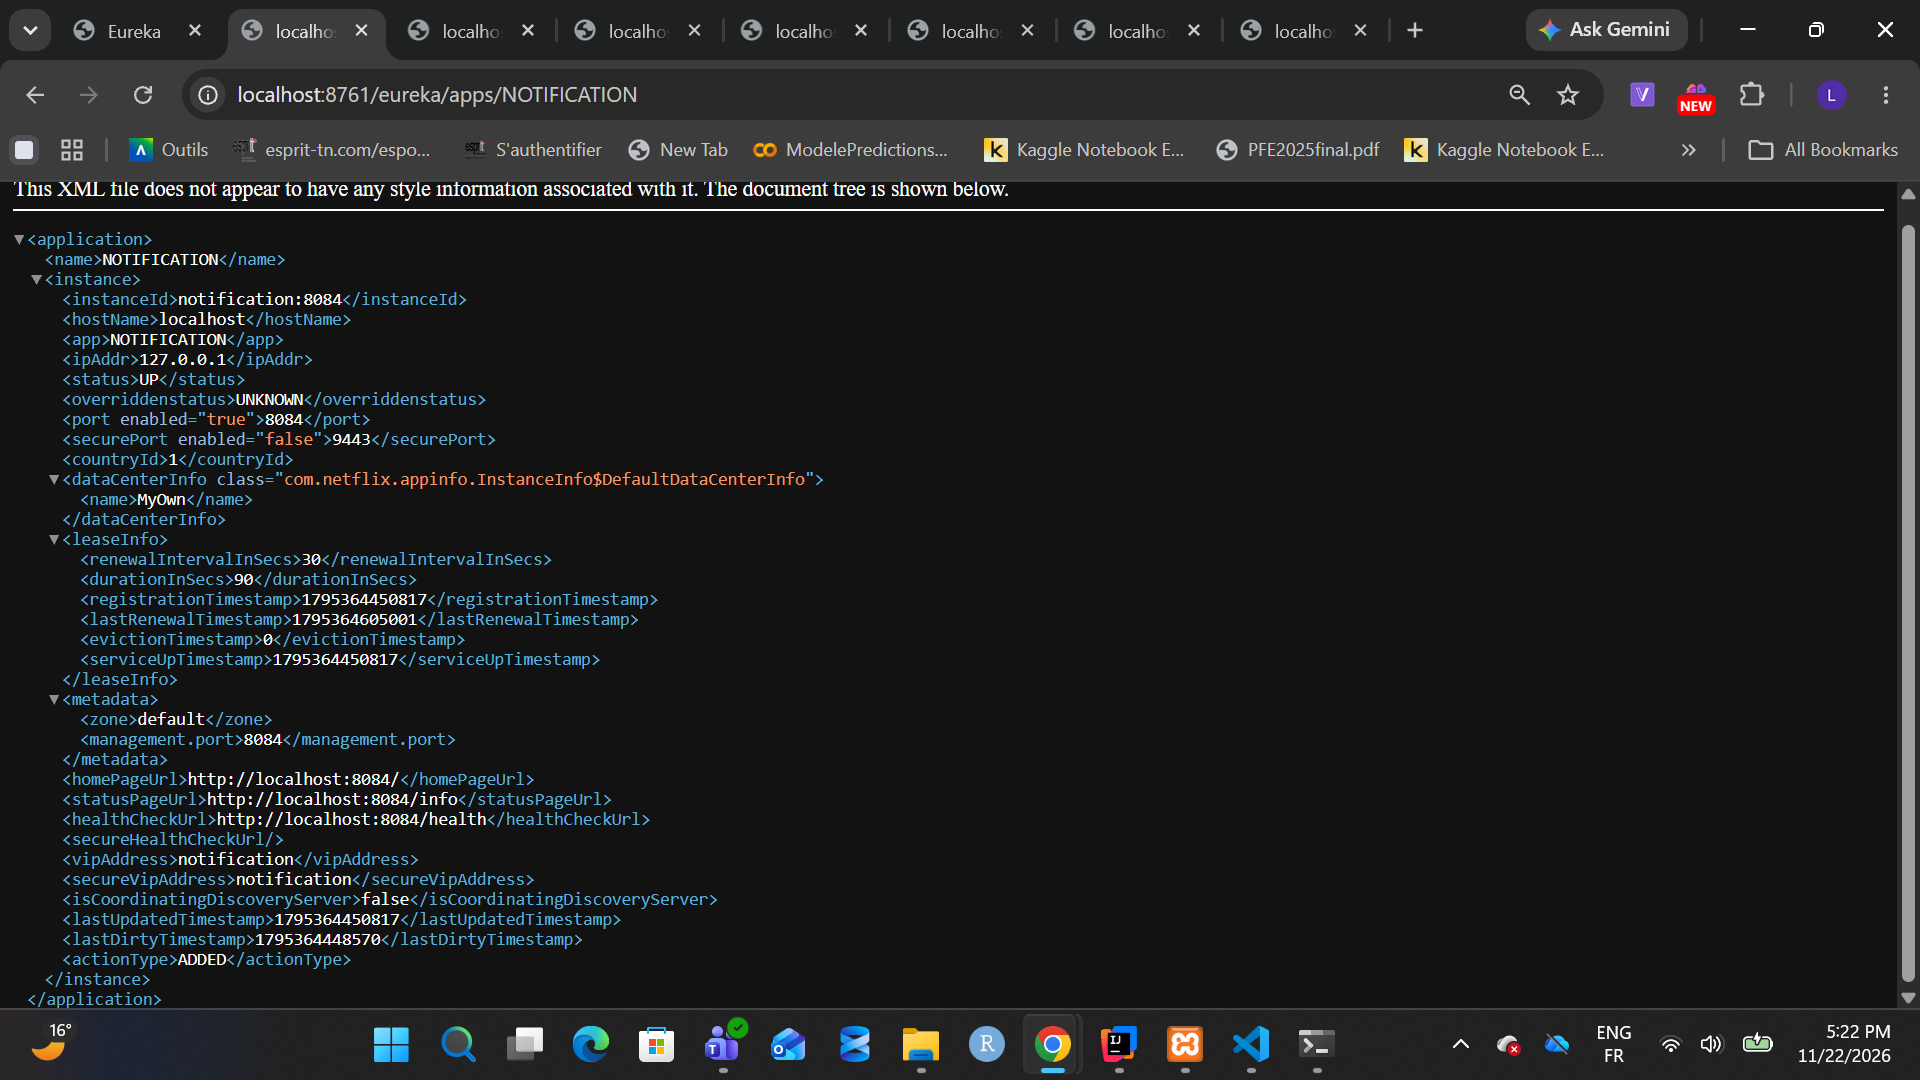 Eureka
localho
localho
localho
localho
localho
localho
localho
Ask Gemini
localhost:8761/eureka/apps/NOTIFICATION
V
NEW
L
Outils
esprit-tn.com/espo...
S'authentifier
New Tab
ModelePredictions...
Kaggle Notebook E...
PFE2025final.pdf
Kaggle Notebook E...
All Bookmarks
This XML file does not appear to have any style information associated with it. The document tree is shown below.
<application>
<name>NOTIFICATION</name>
<instance>
<instanceId>notification:8084</instanceId>
<hostName>localhost</hostName>
<app>NOTIFICATION</app>
<ipAddr>127.0.0.1</ipAddr>
<status>UP</status>
<overriddenstatus>UNKNOWN</overriddenstatus>
<port enabled="true">8084</port>
<securePort enabled="false">9443</securePort>
<countryId>1</countryId>
<dataCenterInfo class="com.netflix.appinfo.InstanceInfo$DefaultDataCenterInfo">
<name>MyOwn</name>
</dataCenterInfo>
<leaseInfo>
<renewalIntervalInSecs>30</renewalIntervalInSecs>
<durationInSecs>90</durationInSecs>
<registrationTimestamp>1795364450817</registrationTimestamp>
<lastRenewalTimestamp>1795364605001</lastRenewalTimestamp>
<evictionTimestamp>0</evictionTimestamp>
<serviceUpTimestamp>1795364450817</serviceUpTimestamp>
</leaseInfo>
<metadata>
<zone>default</zone>
<management.port>8084</management.port>
</metadata>
<homePageUrl>http://localhost:8084/</homePageUrl>
<statusPageUrl>http://localhost:8084/info</statusPageUrl>
<healthCheckUrl>http://localhost:8084/health</healthCheckUrl>
<secureHealthCheckUrl/>
<vipAddress>notification</vipAddress>
<secureVipAddress>notification</secureVipAddress>
<isCoordinatingDiscoveryServer>false</isCoordinatingDiscoveryServer>
<lastUpdatedTimestamp>1795364450817</lastUpdatedTimestamp>
<lastDirtyTimestamp>1795364448570</lastDirtyTimestamp>
<actionType>ADDED</actionType>
</instance>
</application>
16°
ENG
FR
5:22 PM
11/22/2026